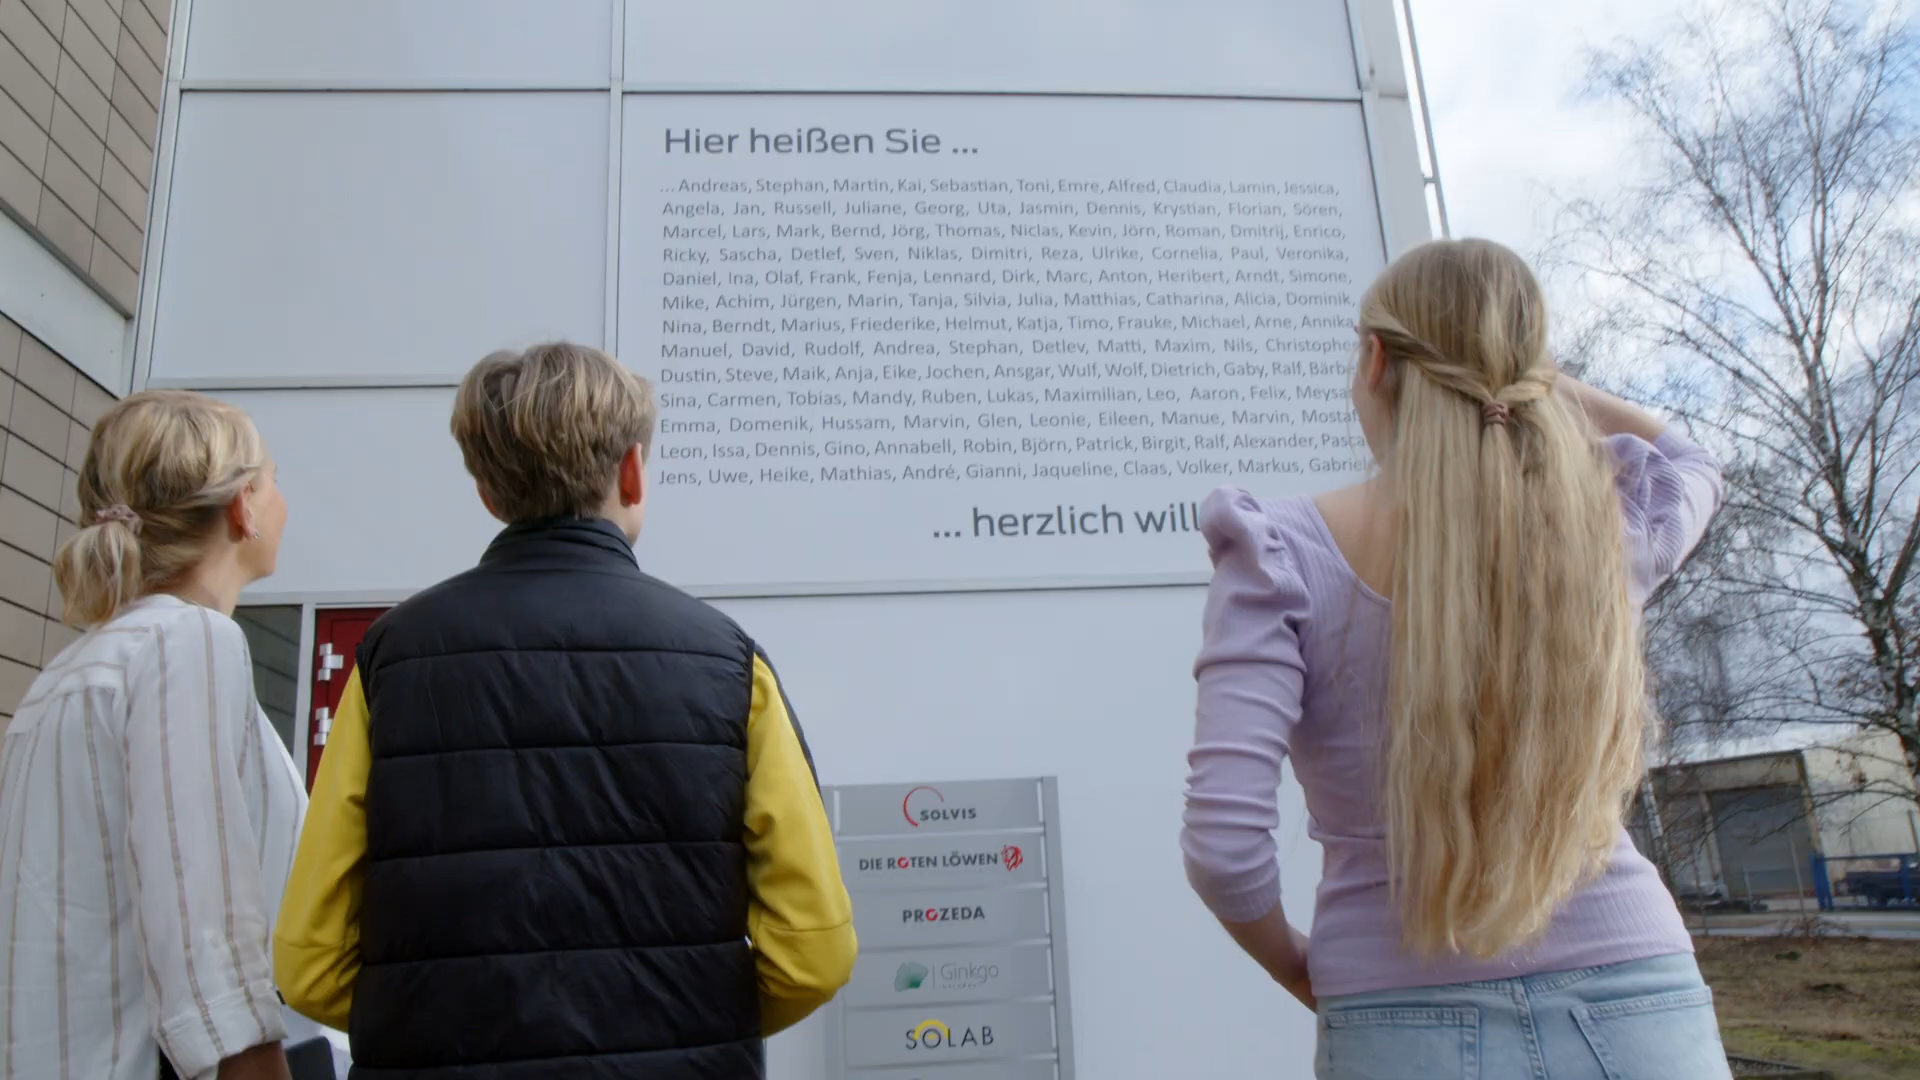 Hier heißen Sie ...
... Andreas, Stephan, Martin, Kai, Sebastian, Toni, Emre, Alfred, Claudia, Lamin, Jessica,
Angela, Jan, Russell, Juliane, Georg, Uta, Jasmin, Dennis, Krystian, Florian, Sören,
Marcel, Lars, Mark, Bernd, Jörg, Thomas, Niclas, Kevin, Jörn, Roman, Dmitrij, Enrico,
Ricky, Sascha, Detlef, Sven, Niklas, Dimitri, Reza, Ulrike, Cornelia, Paul, Veronika,
Daniel, Ina, Olaf, Frank, Fenja, Lennard, Dirk, Marc, Anton, Heribert, Arndt, Simone,
Mike, Achim, Jürgen, Marin, Tanja, Silvia, Julia, Matthias, Catharina, Alicia, Dominik,
Nina, Berndt, Marius, Friederike, Helmut, Katja, Timo, Frauke, Michael, Arne, Annika
Manuel, David, Rudolf, Andrea, Stephan, Detlev, Matti, Maxim, Nils, Christophe
Dustin, Steve, Maik, Anja, Eike, Jochen, Ansgar, Wulf, Wolf, Dietrich, Gaby, Ralf, Bärb
Sina, Carmen, Tobias, Mandy, Ruben, Lukas, Maximilian, Leo, Aaron, Felix, Meysa
Emma, Domenik, Hussam, Marvin, Glen, Leonie, Eileen, Manue, Marvin, Mostaf
Leon, Issa, Dennis, Gino, Annabell, Robin, Björn, Patrick, Birgit, Ralf, Alexander, Pasca
Jens, Uwe, Heike, Mathias, André, Gianni, Jaqueline, Claas, Volker, Markus, Gabriel
... herzlich will
SOLVIS
DIE ROTEN LÖWEN
PROZEDA
Ginkgo
SOLAB